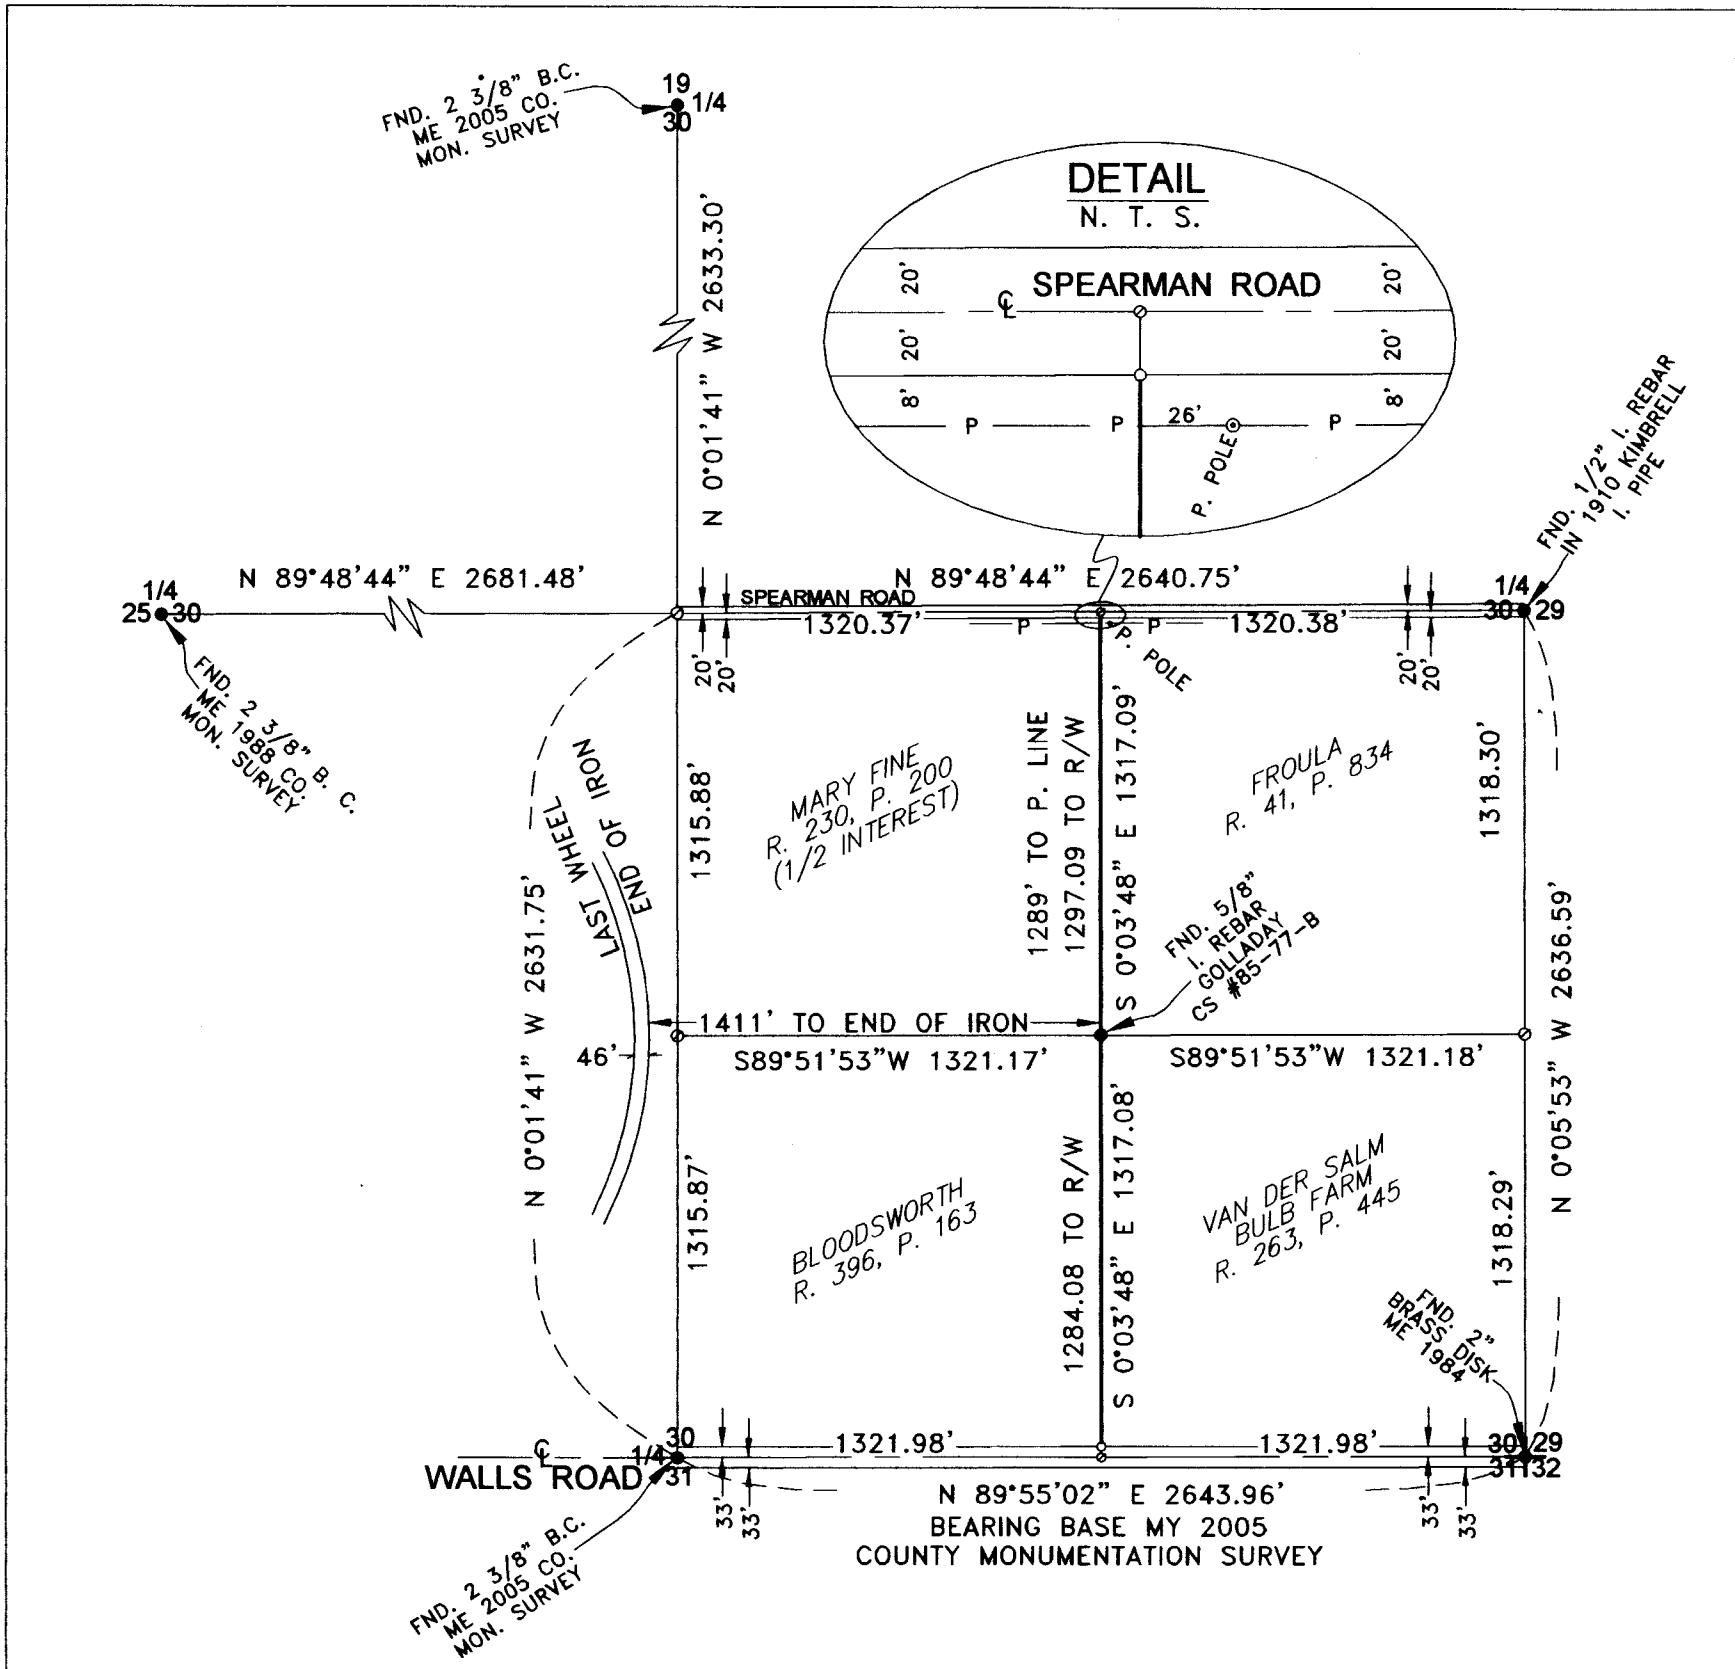 FND. 2 3/8" B.C.
ME 2005 CO.
MON. SURVEY
19
1/4
30
N 0°01'41" W 2633.30'
DETAIL
N. T. S.
20'
20'
SPEARMAN ROAD
℄
20'
20'
8'
8'
P
P
26'
P
P. POLE
FND. 1/2" I. REBAR
IN 1910 KIMBRELL
I. PIPE
N 89°48'44" E 2681.48'
N 89°48'44" E 2640.75'
1/4
25 30
1/4
30 29
SPEARMAN ROAD
1320.37'
P
P
1320.38'
P. POLE
20'
20'
20'
20'
FND. 2 3/8" B. C.
ME 1988 CO.
MON. SURVEY
LAST WHEEL
END OF IRON
1315.88'
MARY FINE
R. 230, P. 200
(1/2 INTEREST)
1289' TO P. LINE
1297.09 TO R/W
S 0°03'48" E 1317.09'
FROULA
R. 41, P. 834
1318.30'
N 0°01'41" W 2631.75'
FND. 5/8"
I. REBAR
GOLLADAY
CS #85-77-B
N 0°05'53" W 2636.59'
1411' TO END OF IRON
46'
S89°51'53"W 1321.17'
S89°51'53"W 1321.18'
1315.87'
BLOODSWORTH
R. 396, P. 163
1284.08 TO R/W
S 0°03'48" E 1317.08'
VAN DER SALM
BULB FARM
R. 263, P. 445
1318.29'
FND. 2"
BRASS DISK
ME 1984
30
1/4
31
℄
WALLS ROAD
1321.98'
1321.98'
30 29
31 32
33'
33'
33'
33'
N 89°55'02" E 2643.96'
BEARING BASE MY 2005
COUNTY MONUMENTATION SURVEY
FND. 2 3/8" B.C.
ME 2005 CO.
MON. SURVEY